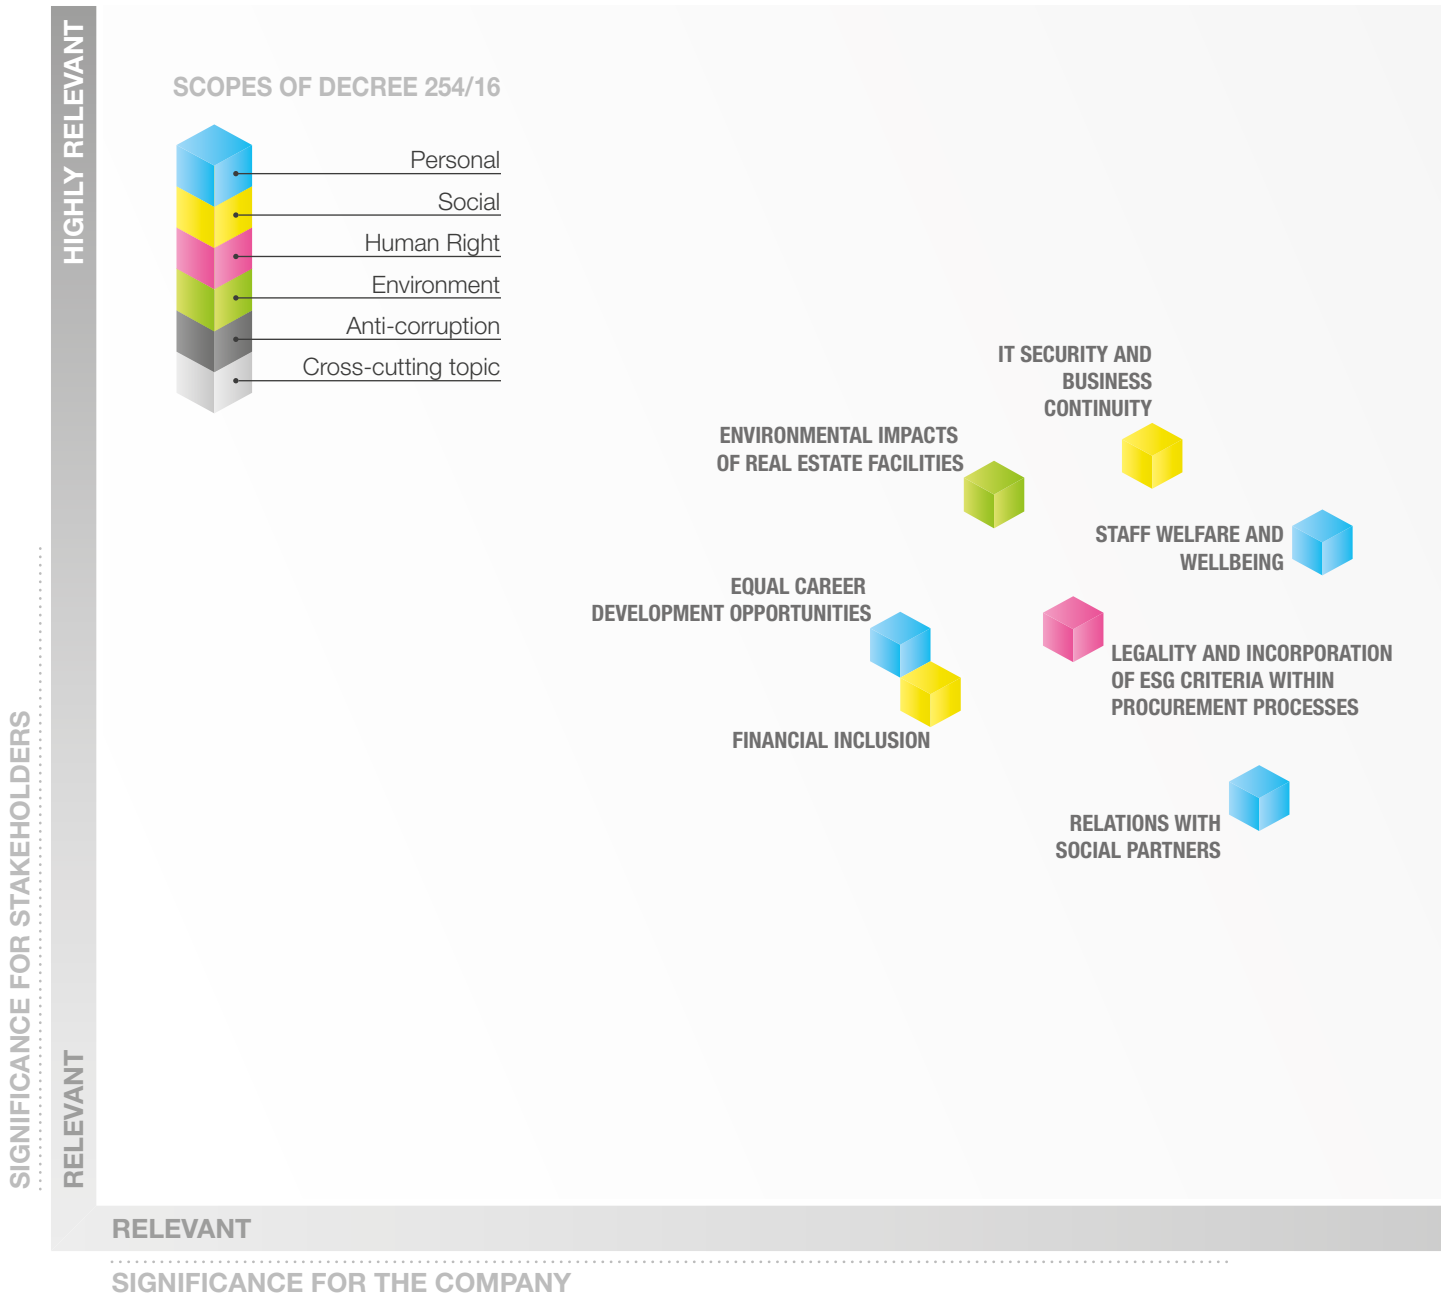 HIGHLY RELEVANT
SCOPES OF DECREE 254/16
Personal
Social
Human Right
Environment
Anti-corruption
Cross-cutting topic
IT SECURITY AND
BUSINESS
CONTINUITY
ENVIRONMENTAL IMPACTS
OF REAL ESTATE FACILITIES
STAFF WELFARE AND
WELLBEING
EQUAL CAREER
DEVELOPMENT OPPORTUNITIES
LEGALITY AND INCORPORATION
OF ESG CRITERIA WITHIN
PROCUREMENT PROCESSES
FINANCIAL INCLUSION
RELATIONS WITH
SOCIAL PARTNERS
SIGNIFICANCE FOR STAKEHOLDERS
RELEVANT
RELEVANT
SIGNIFICANCE FOR THE COMPANY